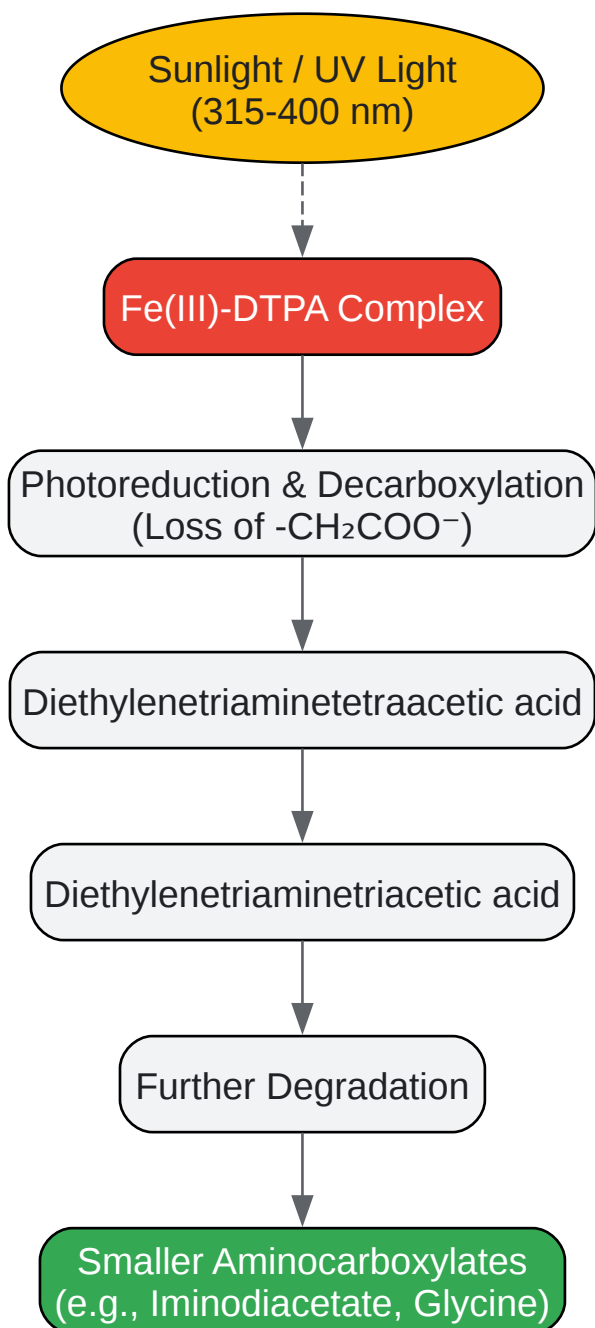 Sunlight / UV Light
(315-400 nm)
Fe(III)-DTPA Complex
Photoreduction & Decarboxylation
(Loss of -CH₂COO⁻)
Diethylenetriaminetetraacetic acid
Diethylenetriaminetriacetic acid
Further Degradation
Smaller Aminocarboxylates
(e.g., Iminodiacetate, Glycine)